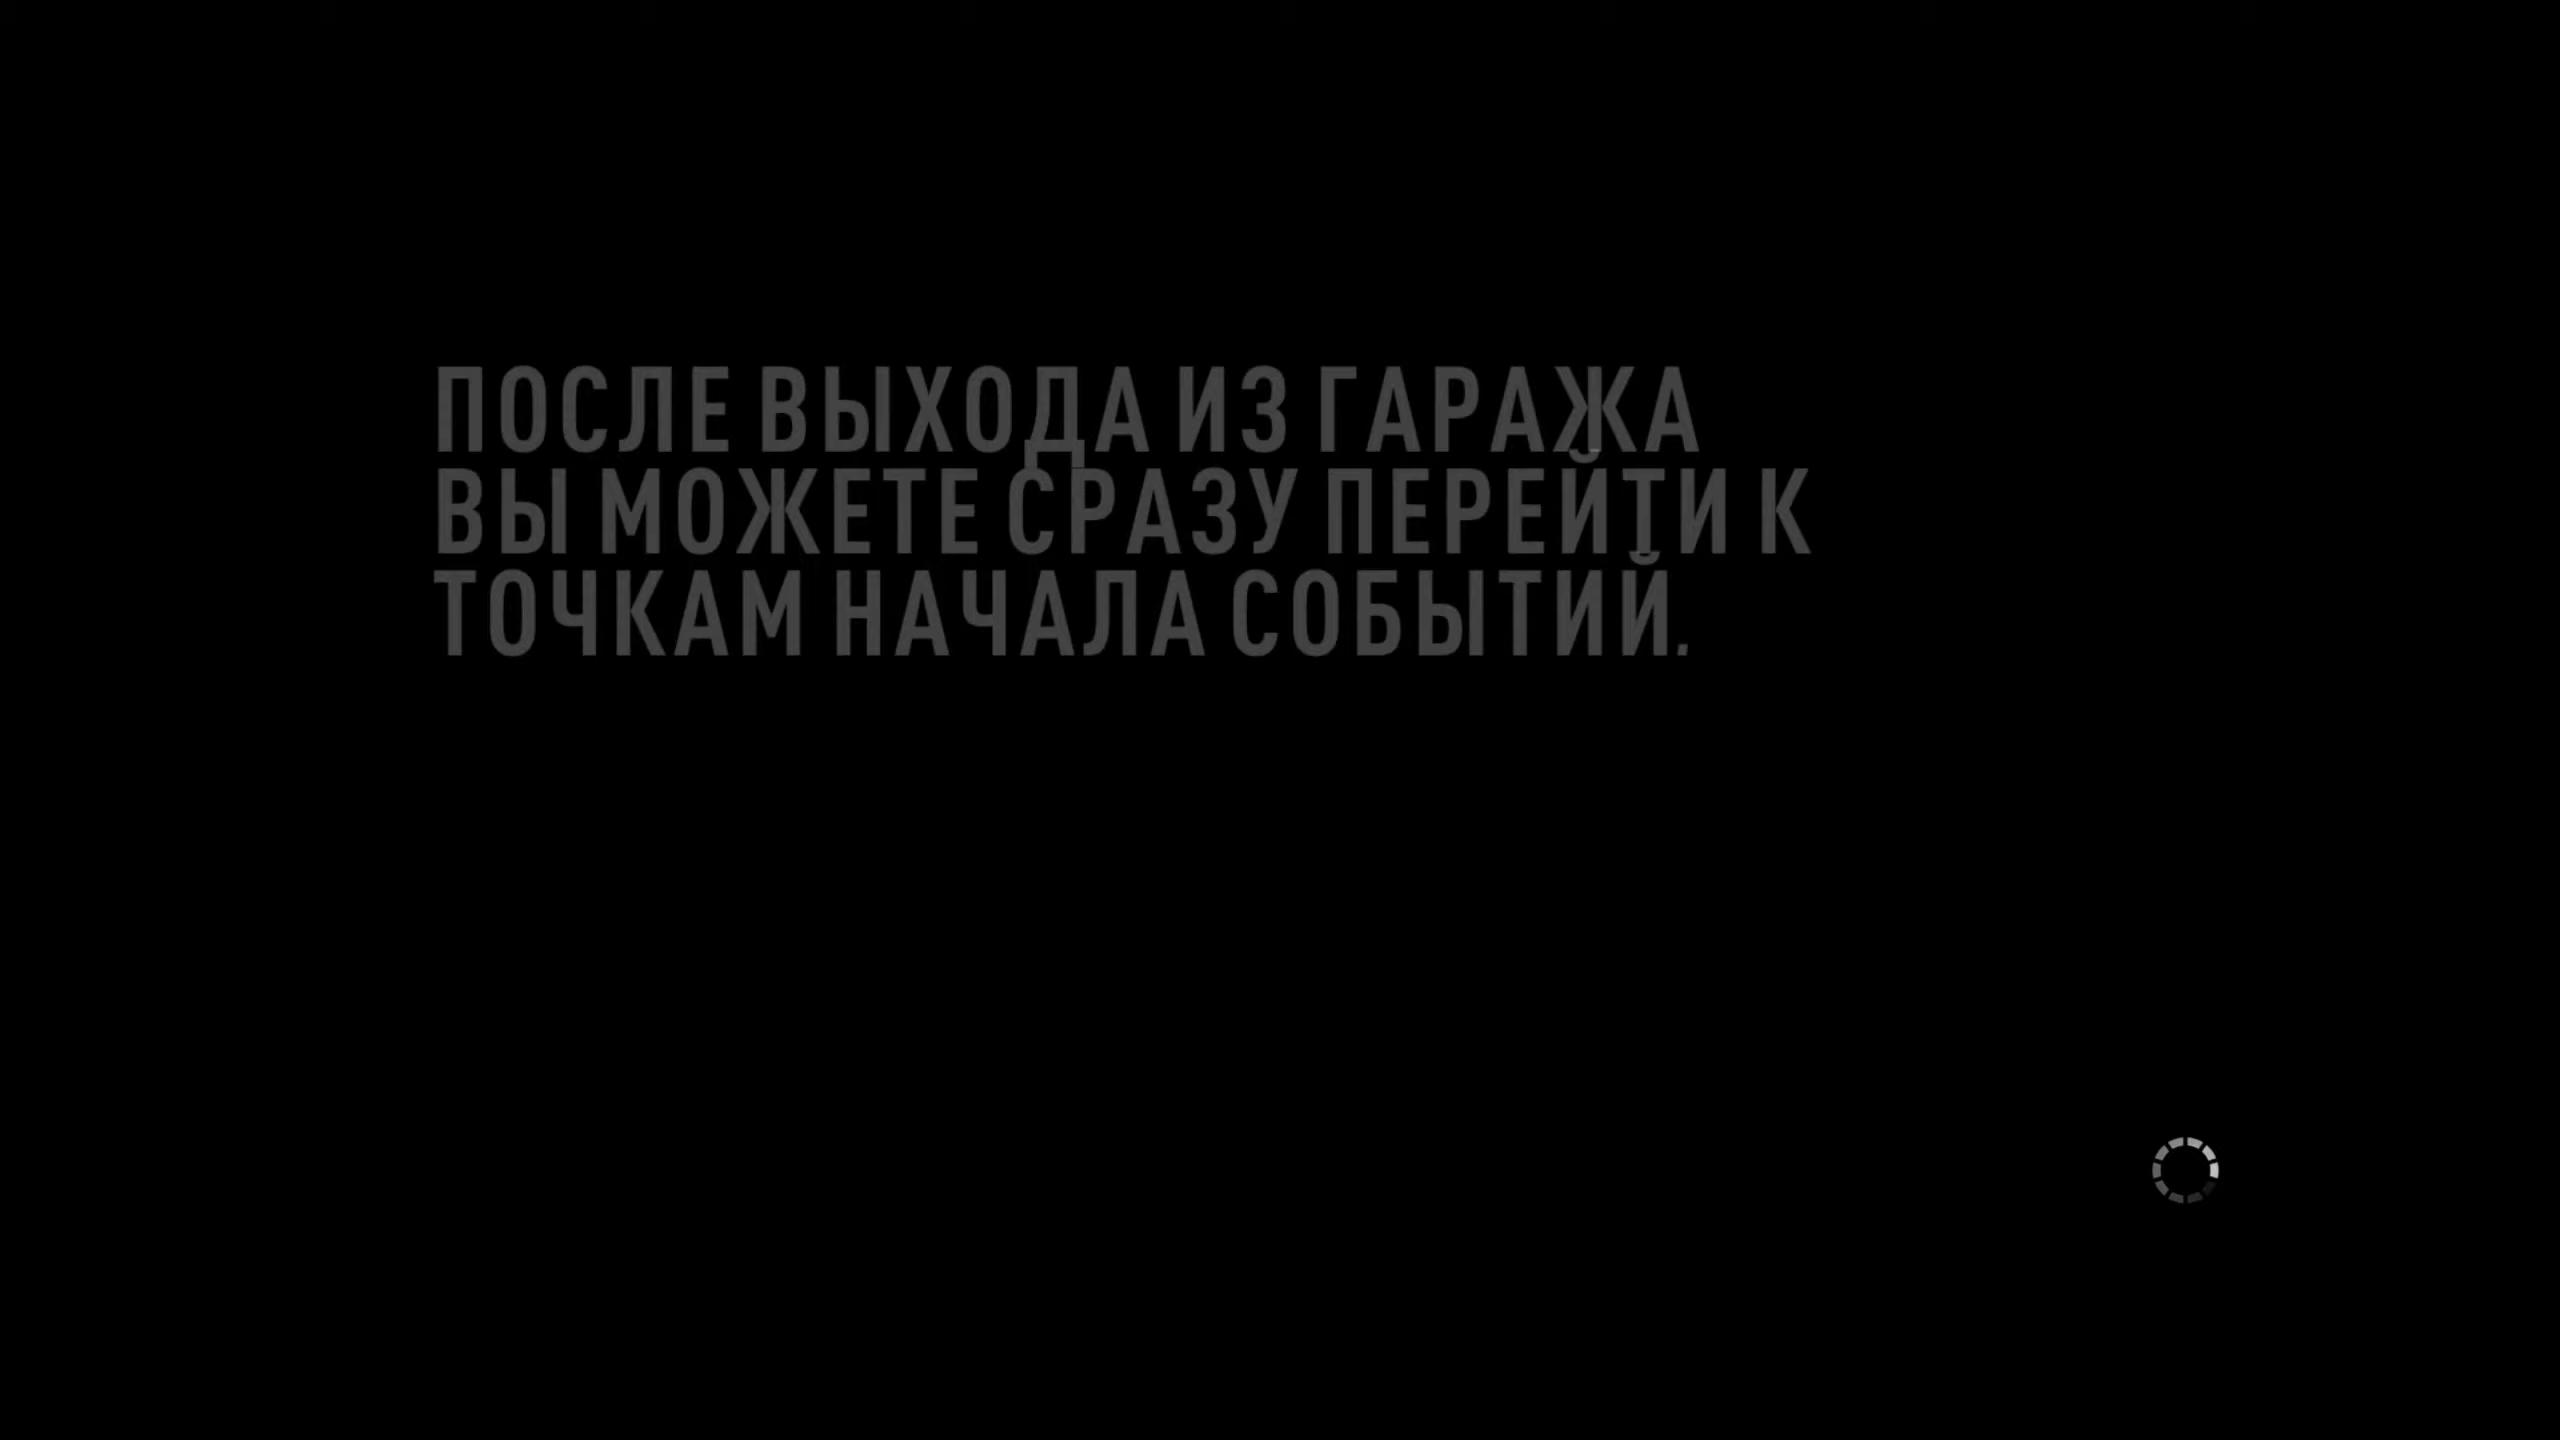 ПОСЛЕ ВЫХОДА ИЗ ГАРАЖА
ВЫ МОЖЕТЕ СРАЗУ ПЕРЕЙТИ К
ТОЧКАМ НАЧАЛА СОБЫТИЙ.